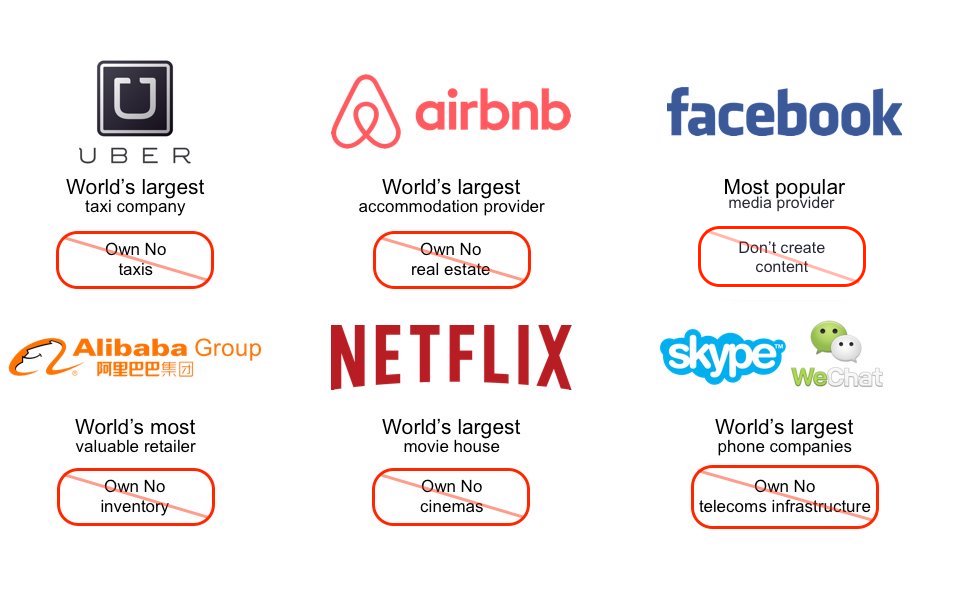 U
UBER
airbnb
facebook
World's largest
taxi company
World's largest
accommodation provider
Most popular
media provider
Own No
taxis
Own No
real estate
Don't create
content
Alibaba Group
阿里巴巴集团
NETFLIX
skype™
WeChat
World's most
valuable retailer
World's largest
movie house
World's largest
phone companies
Own No
inventory
Own No
cinemas
Own No
telecoms infrastructure